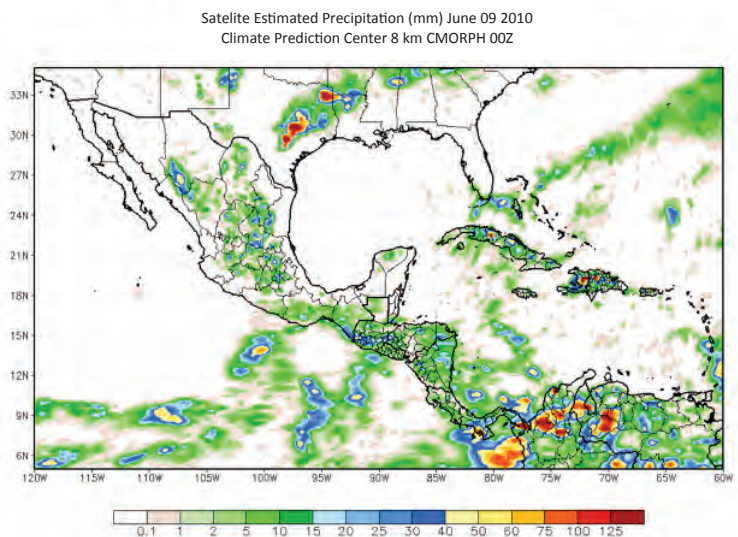 Satelite Estimated Precipitation (mm) June 09 2010
Climate Prediction Center 8 km CMORPH 00Z
33N
30N
27N
24N
21N
18N
15N
12N
9N
6N
120W 115W 110W 105W 100W 95W 90W 85W 80W 75W 70W 65W 60W
0.1 1 2 5 10 15 20 25 30 40 50 60 75 100 125